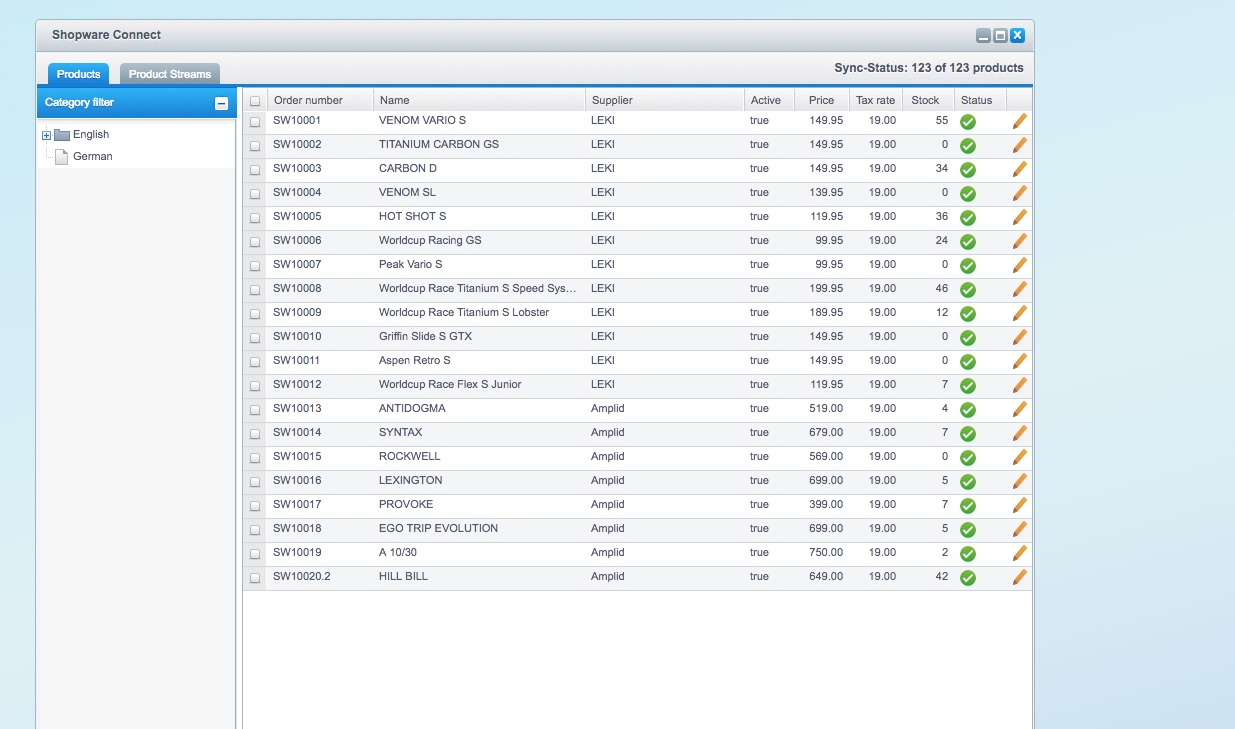 Shopware Connect
Products Product Streams Sync-Status: 123 of 123 products
Category filter
English
German
Order number Name Supplier Active Price Tax rate Stock Status
SW10001 VENOM VARIO S LEKI true 149.95 19.00 55
SW10002 TITANIUM CARBON GS LEKI true 149.95 19.00 0
SW10003 CARBON D LEKI true 149.95 19.00 34
SW10004 VENOM SL LEKI true 139.95 19.00 0
SW10005 HOT SHOT S LEKI true 119.95 19.00 36
SW10006 Worldcup Racing GS LEKI true 99.95 19.00 24
SW10007 Peak Vario S LEKI true 99.95 19.00 0
SW10008 Worldcup Race Titanium S Speed Sys... LEKI true 199.95 19.00 46
SW10009 Worldcup Race Titanium S Lobster LEKI true 189.95 19.00 12
SW10010 Griffin Slide S GTX LEKI true 149.95 19.00 0
SW10011 Aspen Retro S LEKI true 149.95 19.00 0
SW10012 Worldcup Race Flex S Junior LEKI true 119.95 19.00 7
SW10013 ANTIDOGMA Amplid true 519.00 19.00 4
SW10014 SYNTAX Amplid true 679.00 19.00 7
SW10015 ROCKWELL Amplid true 569.00 19.00 0
SW10016 LEXINGTON Amplid true 699.00 19.00 5
SW10017 PROVOKE Amplid true 399.00 19.00 7
SW10018 EGO TRIP EVOLUTION Amplid true 699.00 19.00 5
SW10019 A 10/30 Amplid true 750.00 19.00 2
SW10020.2 HILL BILL Amplid true 649.00 19.00 42